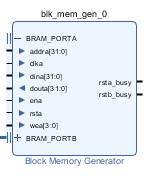 blk_mem_gen_0
BRAM_PORTA
addra[31:0]
clka
dina[31:0]
douta[31:0]
ena
rsta
wea[3:0]
BRAM_PORTB
rsta_busy
rstb_busy
Block Memory Generator